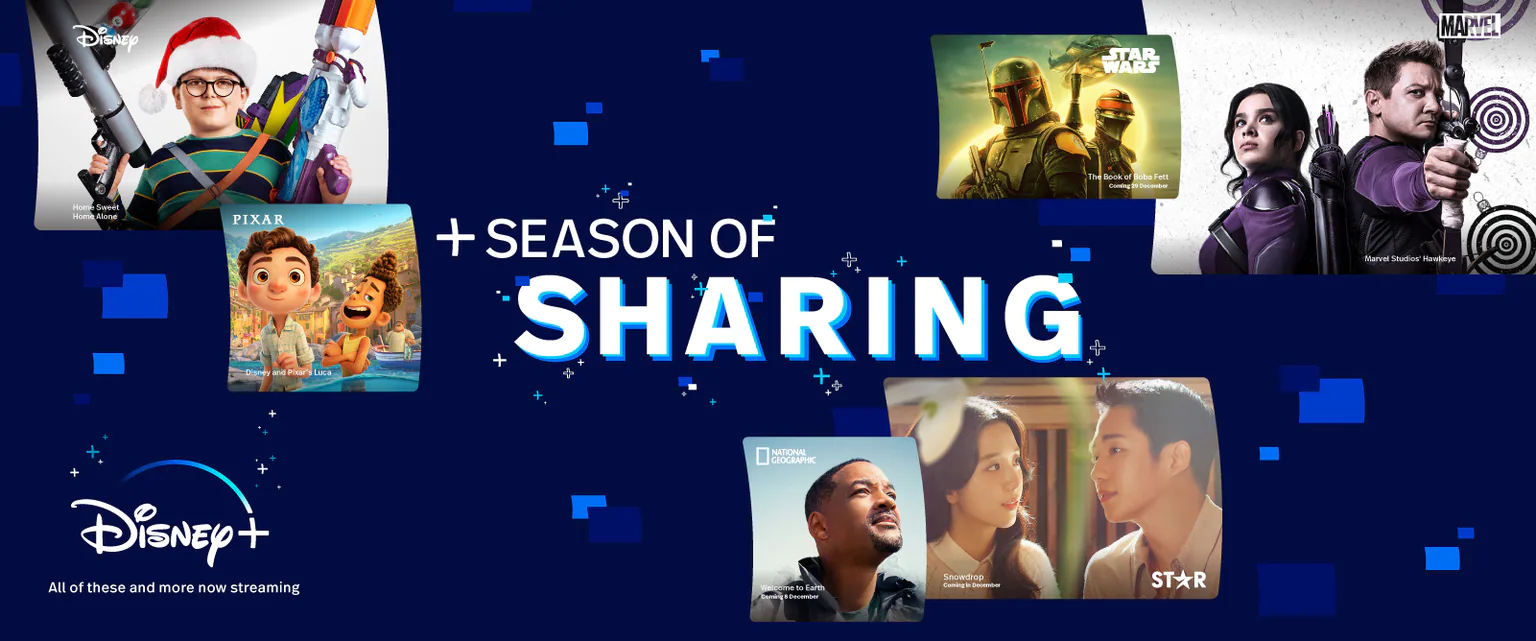 DISNEY
Home Sweet
Home Alone
PIXAR
Disney and Pixar's Luca
+ SEASON OF
SHARING
STAR
WARS
The Book of Boba Fett
Coming 29 December
MARVEL
Marvel Studios' Hawkeye
NATIONAL
GEOGRAPHIC
Welcome to Earth
Coming 8 December
Snowdrop
Coming in December
ST★R
Disney+
All of these and more now streaming